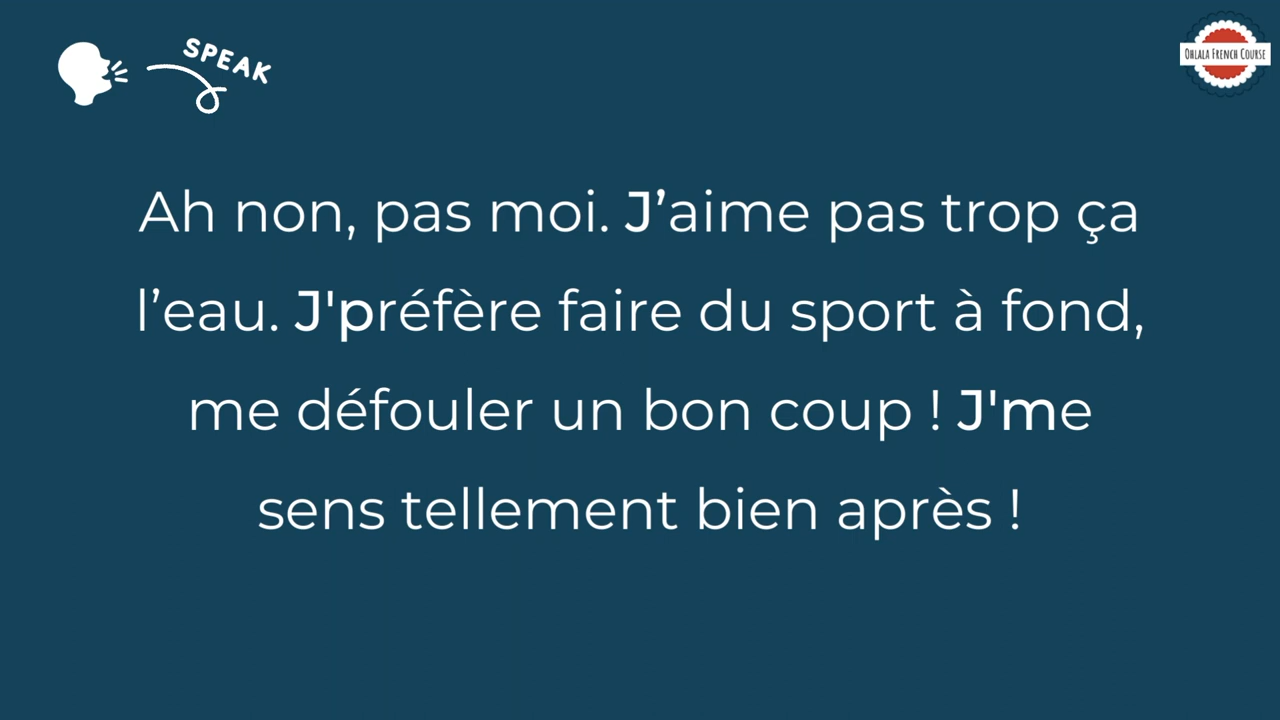 SPEAK
OHLALA FRENCH COURSE
Ah non, pas moi. J’aime pas trop ça
l’eau. J'préfère faire du sport à fond,
me défouler un bon coup ! J'me
sens tellement bien après !